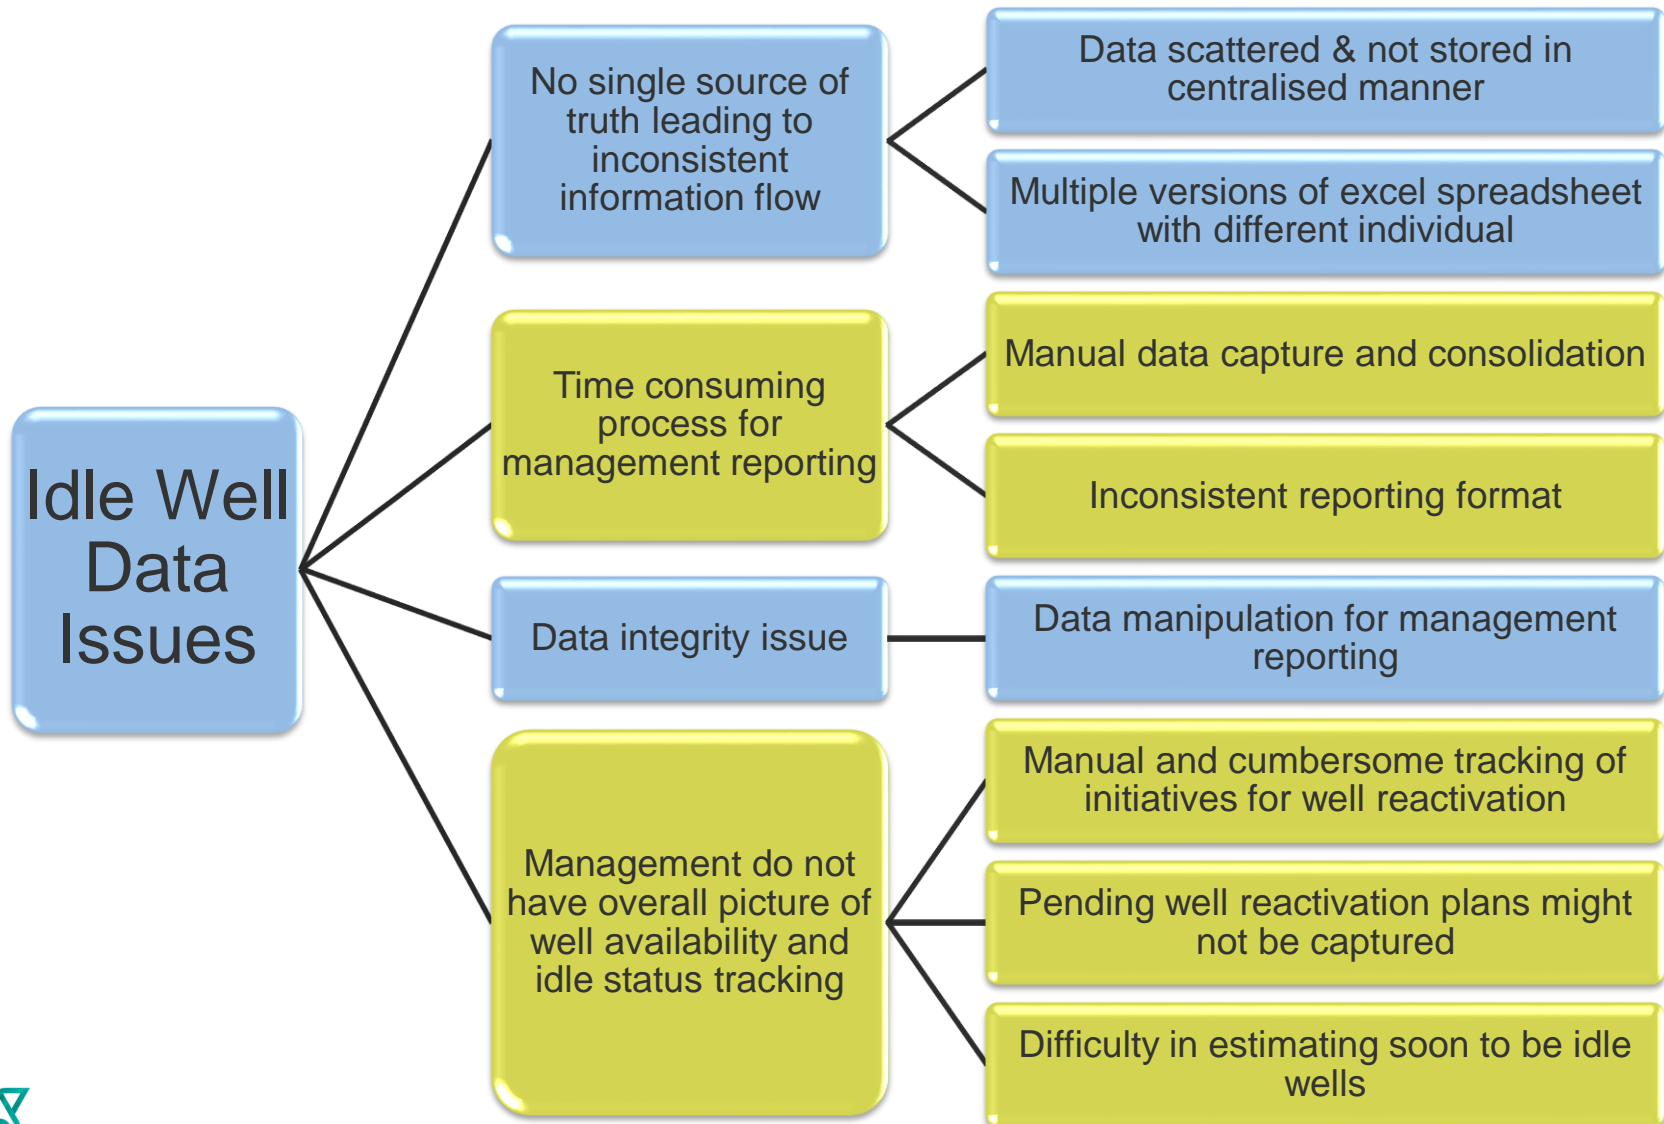 Idle Well
Data
Issues
No single source of
truth leading to
inconsistent
information flow
Data scattered & not stored in
centralised manner
Multiple versions of excel spreadsheet
with different individual
Time consuming
process for
management reporting
Manual data capture and consolidation
Inconsistent reporting format
Data integrity issue
Data manipulation for management
reporting
Management do not
have overall picture of
well availability and
idle status tracking
Manual and cumbersome tracking of
initiatives for well reactivation
Pending well reactivation plans might
not be captured
Difficulty in estimating soon to be idle
wells